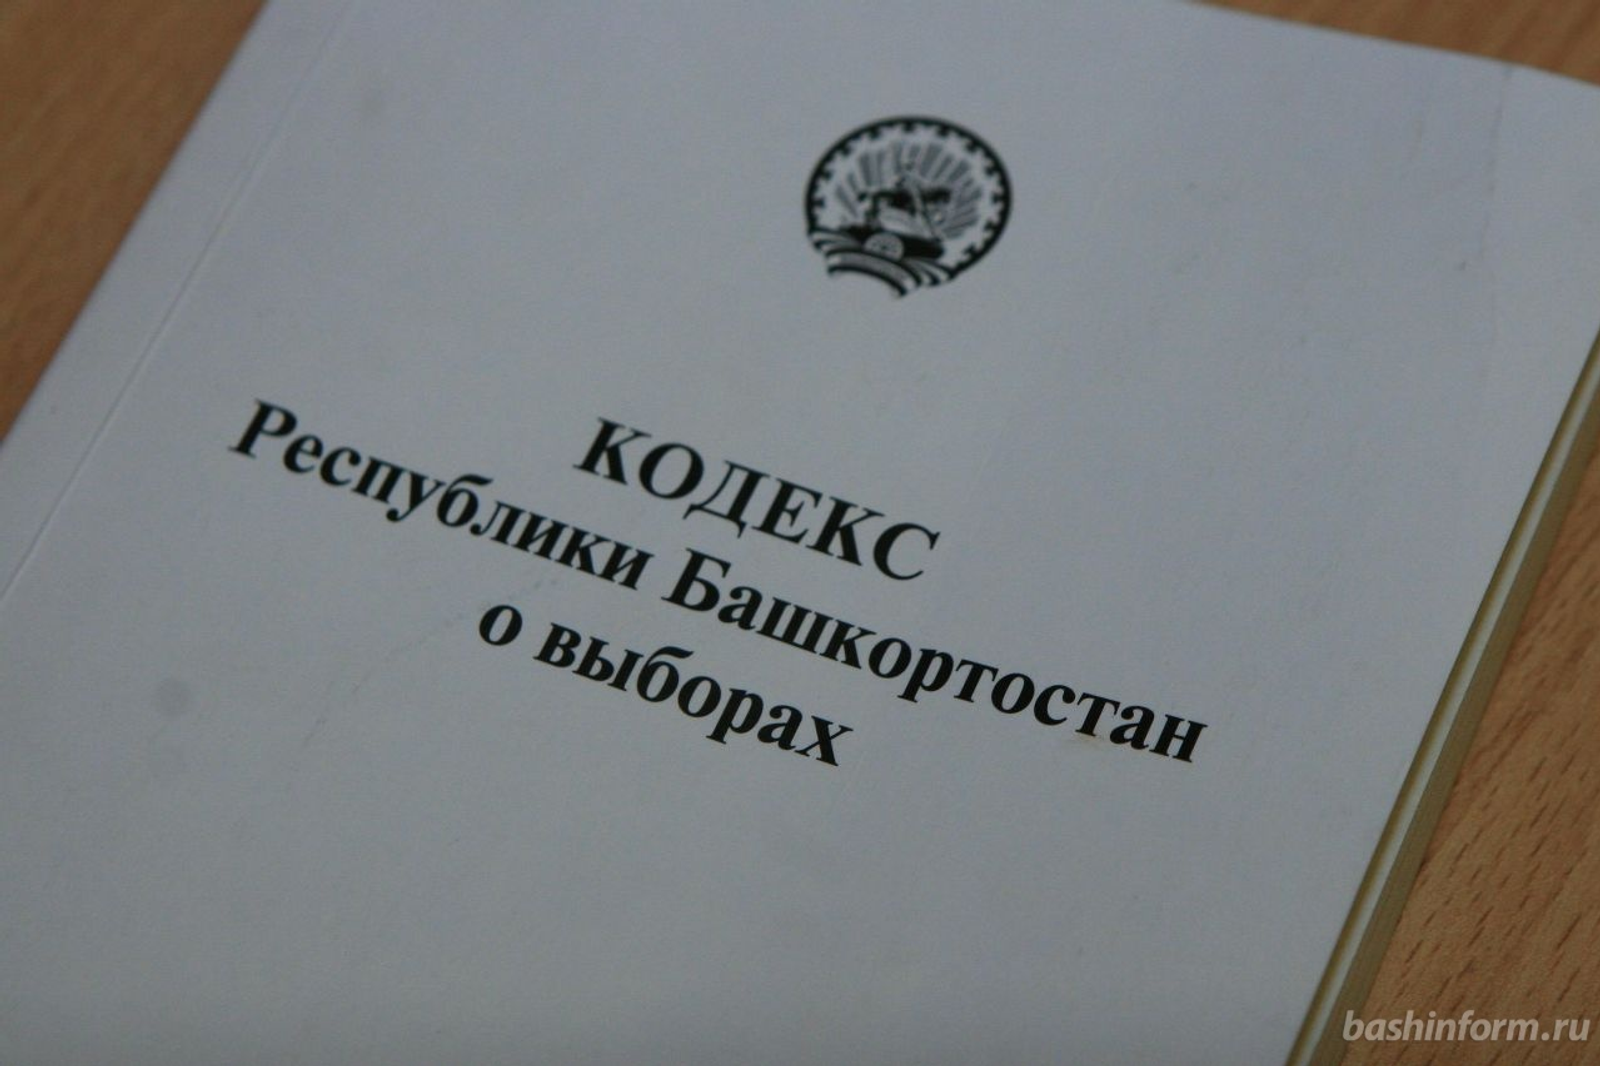 КОДЕКС
Республики Башкортостан
о выборах
bashinform.ru